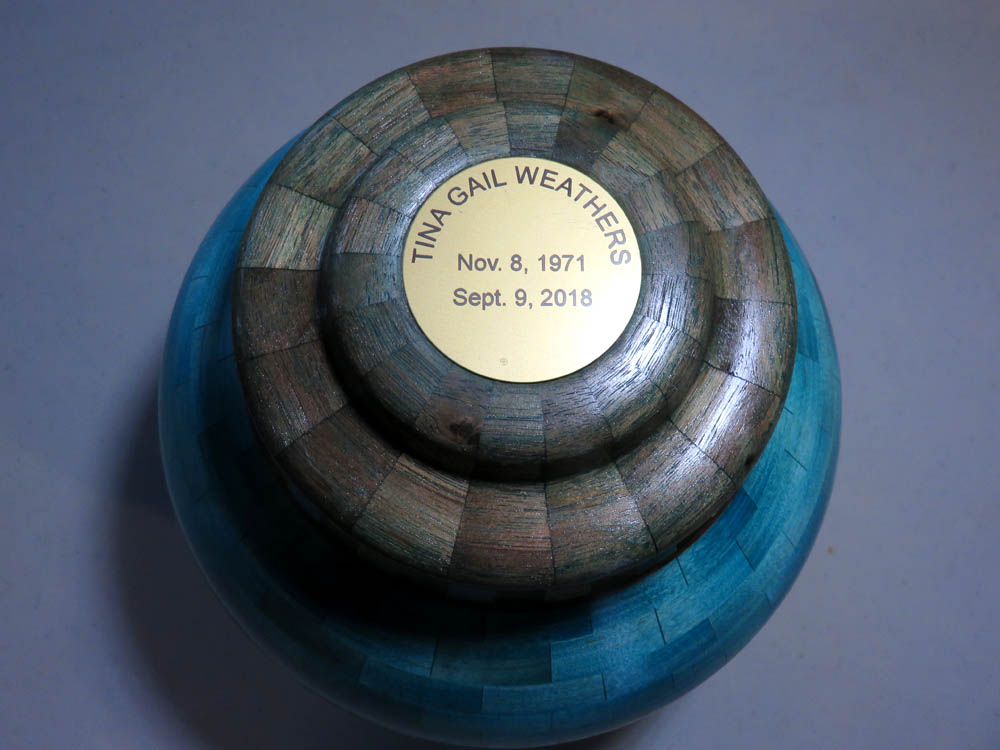 TINA GAIL WEATHERS
Nov. 8, 1971
Sept. 9, 2018